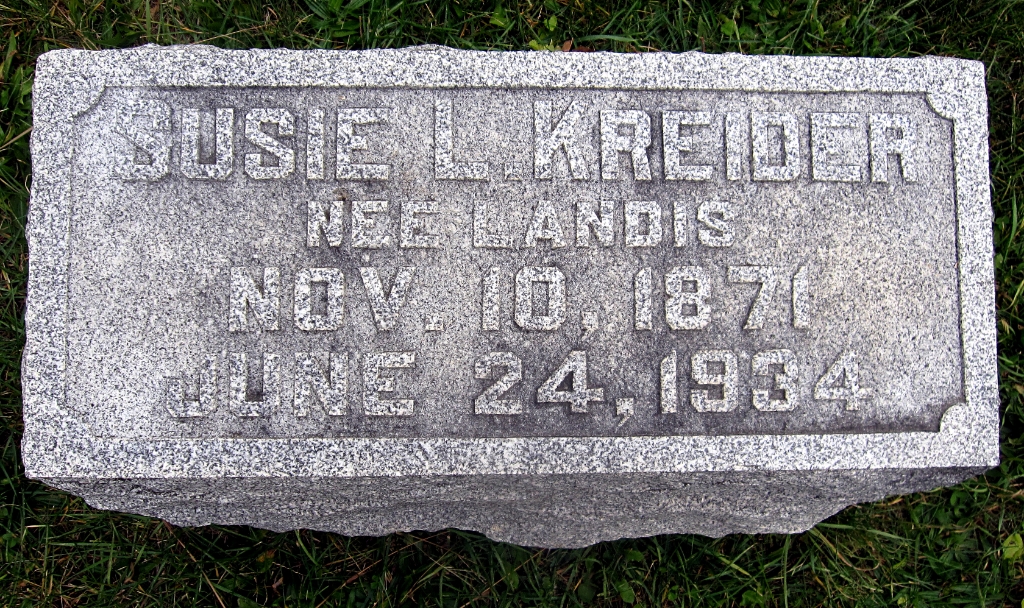 SUSIE L. KREIDER
NEE LANDIS
NOV. 10, 1871
JUNE 24, 1934